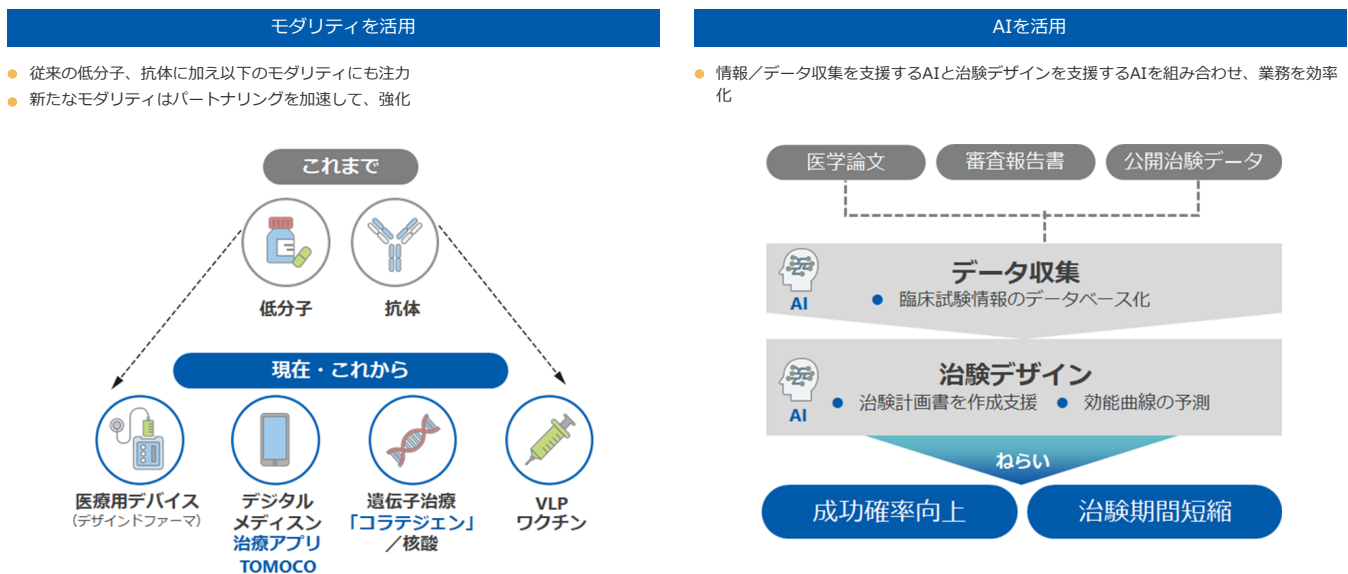 モダリティを活用
従来の低分子、抗体に加え以下のモダリティにも注力
新たなモダリティはパートナリングを加速して、強化
これまで
低分子
抗体
現在・これから
医療用デバイス
（デザインドファーマ）
デジタル
メディスン
治療アプリ
TOMOCO
遺伝子治療
「コラテジェン」
／核酸
VLP
ワクチン
AIを活用
情報／データ収集を支援するAIと治験デザインを支援するAIを組み合わせ、業務を効率
化
医学論文
審査報告書
公開治験データ
AI
データ収集
臨床試験情報のデータベース化
AI
治験デザイン
治験計画書を作成支援
効能曲線の予測
ねらい
成功確率向上
治験期間短縮